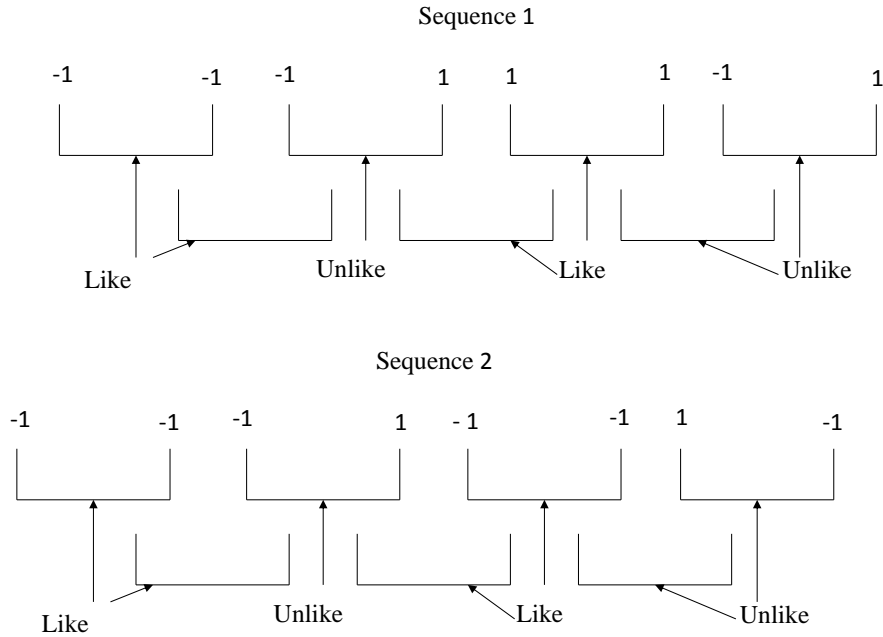 Sequence 1
-1 -1 -1 1 1 1 -1 1
Like Unlike Like Unlike
Sequence 2
-1 -1 -1 1 - 1 -1 1 -1
Like Unlike Like Unlike